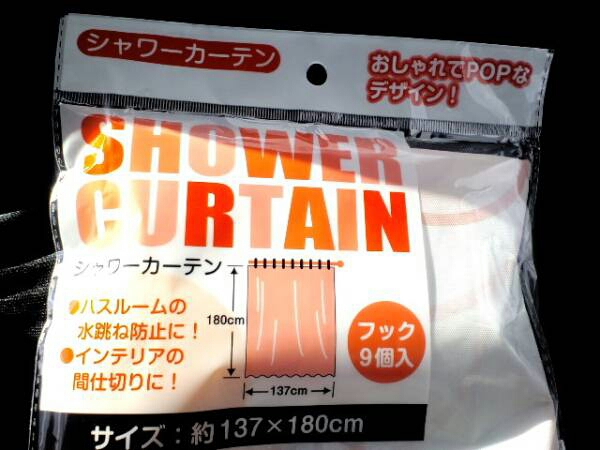 シャワーカーテン
おしゃれでPOPな
デザイン!
SHOWER
CURTAIN
シャワーカーテン
●バスルームの
水跳ね防止に!
●インテリアの
間仕切りに!
180cm
137cm
フック
9個入
サイズ:約137×180cm